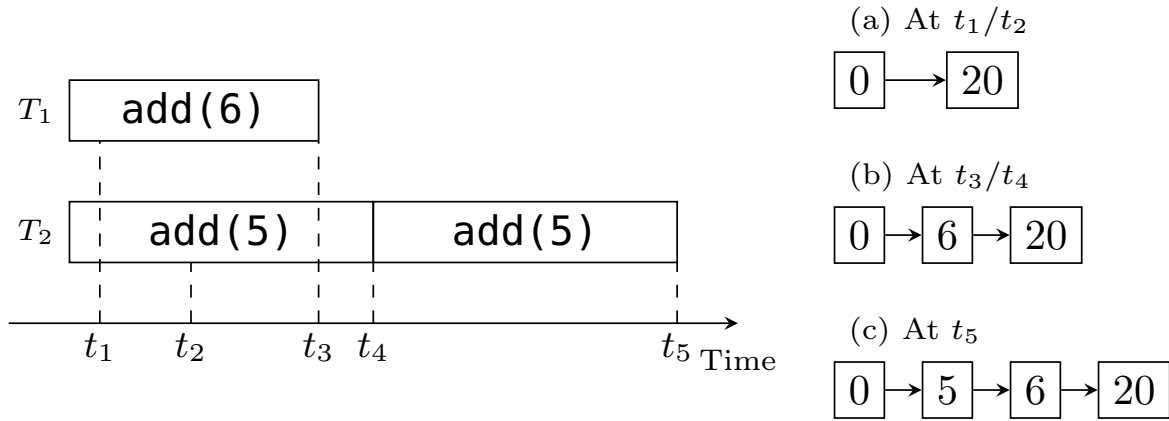 T₁ add(6)
T₂ add(5) add(5)
t₁ t₂ t₃ t₄ t₅ Time
(a) At t₁/t₂
0 20
(b) At t₃/t₄
0 6 20
(c) At t₅
0 5 6 20